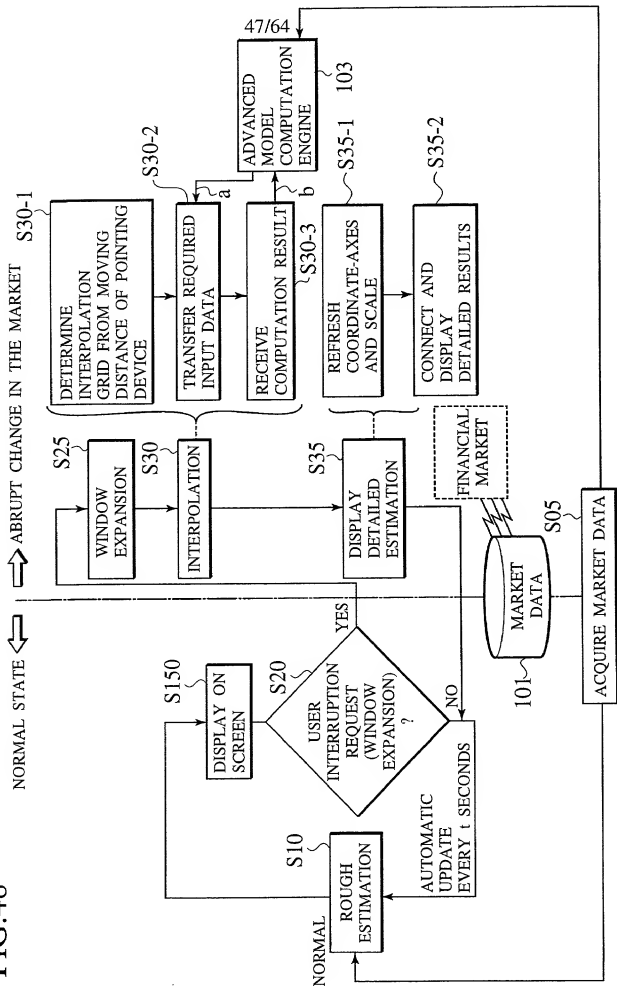 NORMAL STATE
ABRUPT CHANGE IN THE MARKET
NORMAL
S10
ROUGH
ESTIMATION
AUTOMATIC
UPDATE
EVERY t SECONDS
S150
DISPLAY ON
SCREEN
S20
USER
INTERRUPTION
REQUEST
(WINDOW
EXPANSION)
?
YES
NO
S25
WINDOW
EXPANSION
S30
INTERPOLATION
S35
DISPLAY
DETAILED
ESTIMATION
S30-1
DETERMINE
INTERPOLATION
GRID FROM MOVING
DISTANCE OF POINTING
DEVICE
S30-2
TRANSFER REQUIRED
INPUT DATA
a
RECEIVE
COMPUTATION RESULT
S30-3
b
47/64
ADVANCED
MODEL
COMPUTATION
ENGINE
103
S35-1
REFRESH
COORDINATE-AXES
AND SCALE
S35-2
CONNECT AND
DISPLAY
DETAILED RESULTS
FINANCIAL
MARKET
MARKET
DATA
101
S05
ACQUIRE MARKET DATA